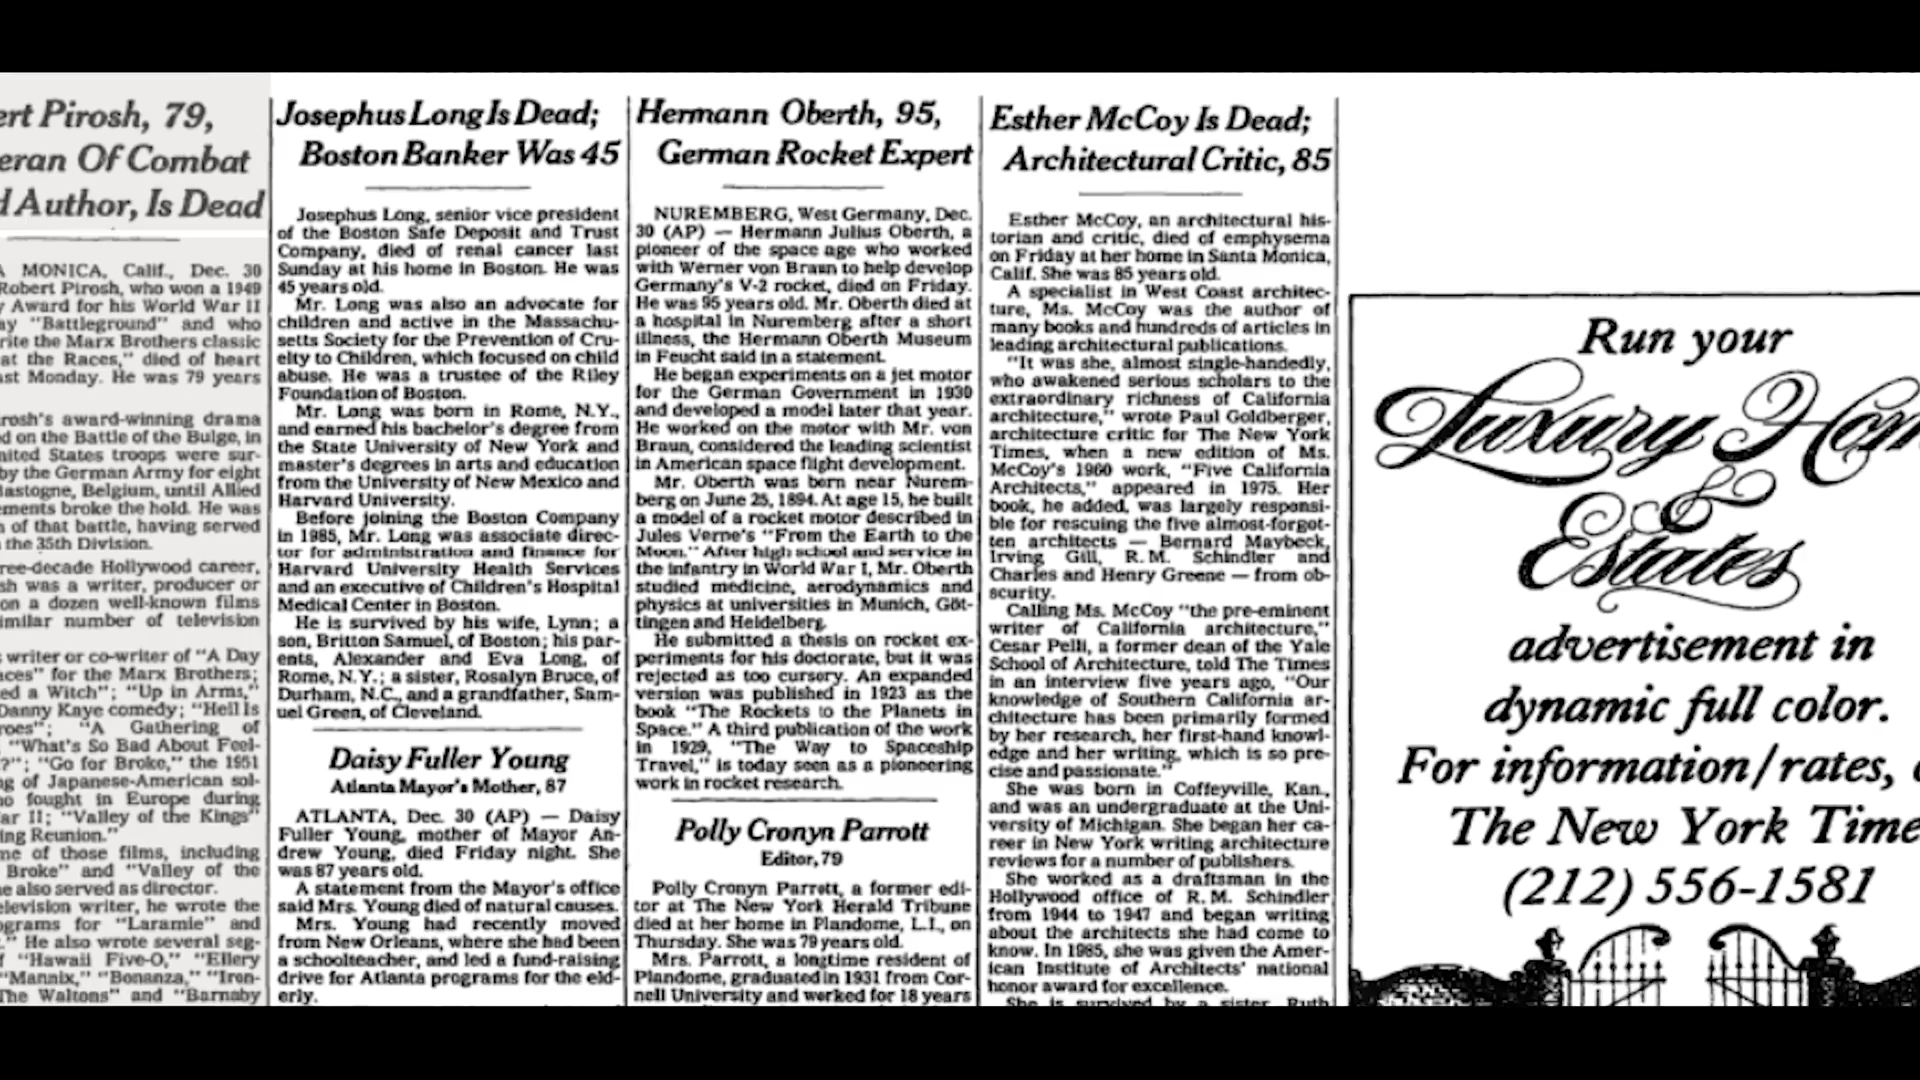 ert Pirosh, 79,
eran Of Combat
d Author, Is Dead
A MONICA, Calif., Dec. 30
Robert Pirosh, who won a 1949
y Award for his World War II
ay "Battleground" and who
rite the Marx Brothers classic
at the Races," died of heart
ast Monday. He was 79 years
rosh's award-winning drama
ed on the Battle of the Bulge, in
nited States troops were sur-
by the German Army for eight
Bastogne, Belgium, until Allied
ements broke the hold. He was
n of that battle, having served
the 35th Division.
ree-decade Hollywood career,
sh was a writer, producer or
on a dozen well-known films
imilar number of television
s writer or co-writer of "A Day
aces" for the Marx Brothers;
ed a Witch"; "Up in Arms,"
Danny Kaye comedy; "Hell Is
roes"; "A Gathering of
"What's So Bad About Feel-
?"; "Go for Broke," the 1951
ng of Japanese-American sol-
ho fought in Europe during
ar II; "Valley of the Kings"
ing Reunion."
me of those films, including
Broke" and "Valley of the
he also served as director.
elevision writer, he wrote the
ograms for "Laramie" and
" He also wrote several seg-
f "Hawaii Five-O," "Ellery
"Mannix," "Bonanza," "Iron-
The Waltons" and "Barnaby
Josephus Long Is Dead;
Boston Banker Was 45
Josephus Long, senior vice president
of the Boston Safe Deposit and Trust
Company, died of renal cancer last
Sunday at his home in Boston. He was
45 years old.
Mr. Long was also an advocate for
children and active in the Massachu-
setts Society for the Prevention of Cru-
elty to Children, which focused on child
abuse. He was a trustee of the Riley
Foundation of Boston.
Mr. Long was born in Rome, N.Y.,
and earned his bachelor's degree from
the State University of New York and
master's degrees in arts and education
from the University of New Mexico and
Harvard University.
Before joining the Boston Company
in 1985, Mr. Long was associate direc-
tor for administration and finance for
Harvard University Health Services
and an executive of Children's Hospital
Medical Center in Boston.
He is survived by his wife, Lynn; a
son, Britton Samuel, of Boston; his par-
ents, Alexander and Eva Long, of
Rome, N.Y.; a sister, Rosalyn Bruce, of
Durham, N.C., and a grandfather, Sam-
uel Green, of Cleveland.
Daisy Fuller Young
Atlanta Mayor's Mother, 87
ATLANTA, Dec. 30 (AP) — Daisy
Fuller Young, mother of Mayor An-
drew Young, died Friday night. She
was 87 years old.
A statement from the Mayor's office
said Mrs. Young died of natural causes.
Mrs. Young had recently moved
from New Orleans, where she had been
a schoolteacher, and led a fund-raising
drive for Atlanta programs for the eld-
erly.
Hermann Oberth, 95,
German Rocket Expert
NUREMBERG, West Germany, Dec.
30 (AP) — Hermann Julius Oberth, a
pioneer of the space age who worked
with Werner von Braun to help develop
Germany's V-2 rocket, died on Friday.
He was 95 years old. Mr. Oberth died at
a hospital in Nuremberg after a short
illness, the Hermann Oberth Museum
in Feucht said in a statement.
He began experiments on a jet motor
for the German Government in 1930
and developed a model later that year.
He worked on the motor with Mr. von
Braun, considered the leading scientist
in American space flight development.
Mr. Oberth was born near Nurem-
berg on June 25, 1894. At age 15, he built
a model of a rocket motor described in
Jules Verne's "From the Earth to the
Moon." After high school and service in
the infantry in World War I, Mr. Oberth
studied medicine, aerodynamics and
physics at universities in Munich, Göt-
tingen and Heidelberg.
He submitted a thesis on rocket ex-
periments for his doctorate, but it was
rejected as too cursory. An expanded
version was published in 1923 as the
book "The Rockets to the Planets in
Space." A third publication of the work
in 1929, "The Way to Spaceship
Travel," is today seen as a pioneering
work in rocket research.
Polly Cronyn Parrott
Editor, 79
Polly Cronyn Parrott, a former edi-
tor at The New York Herald Tribune
died at her home in Plandome, L.I., on
Thursday. She was 79 years old.
Mrs. Parrott, a longtime resident of
Plandome, graduated in 1931 from Cor-
nell University and worked for 18 years
Esther McCoy Is Dead;
Architectural Critic, 85
Esther McCoy, an architectural his-
torian and critic, died of emphysema
on Friday at her home in Santa Monica,
Calif. She was 85 years old.
A specialist in West Coast architec-
ture, Ms. McCoy was the author of
many books and hundreds of articles in
leading architectural publications.
"It was she, almost single-handedly,
who awakened serious scholars to the
extraordinary richness of California
architecture," wrote Paul Goldberger,
architecture critic for The New York
Times, when a new edition of Ms.
McCoy's 1960 work, "Five California
Architects," appeared in 1975. Her
book, he added, was largely responsi-
ble for rescuing the five almost-forgot-
ten architects — Bernard Maybeck,
Irving Gill, R. M. Schindler and
Charles and Henry Greene — from ob-
scurity.
Calling Ms. McCoy "the pre-eminent
writer of California architecture,"
Cesar Pelli, a former dean of the Yale
School of Architecture, told The Times
in an interview five years ago, "Our
knowledge of Southern California ar-
chitecture has been primarily formed
by her research, her first-hand knowl-
edge and her writing, which is so pre-
cise and passionate."
She was born in Coffeyville, Kan.,
and was an undergraduate at the Uni-
versity of Michigan. She began her ca-
reer in New York writing architecture
reviews for a number of publishers.
She worked as a draftsman in the
Hollywood office of R. M. Schindler
from 1944 to 1947 and began writing
about the architects she had come to
know. In 1985, she was given the Amer-
ican Institute of Architects' national
honor award for excellence.
She is survived by a sister, Ruth
Run your
Luxury Hom
&
Estates
advertisement in
dynamic full color.
For information/rates,
The New York Time
(212) 556-1581